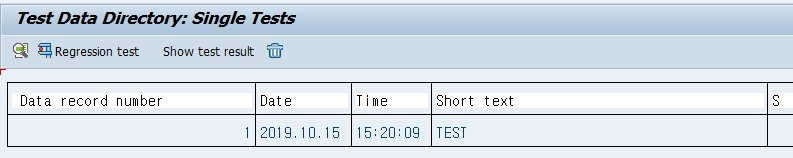 Test Data Directory: Single Tests
Regression test Show test result
Data record number Date Time Short text S
1 2019.10.15 15:20:09 TEST